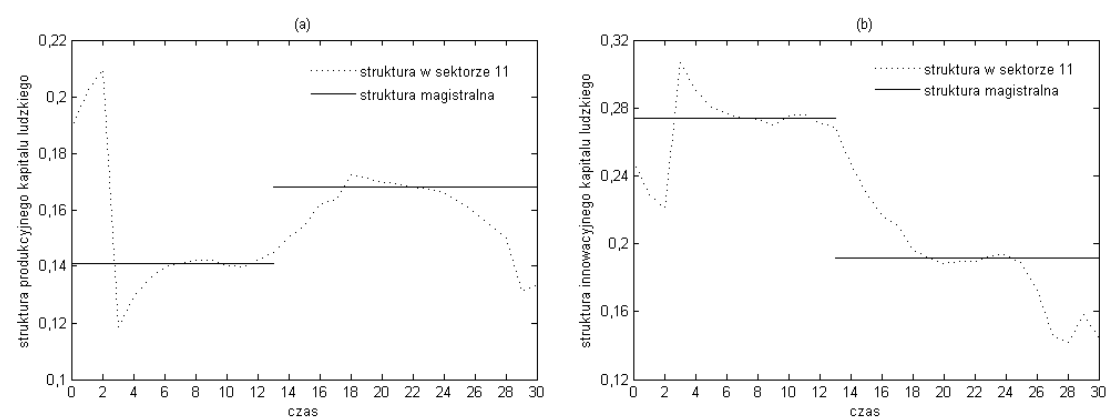 (a)
0,22
0,2
0,18
0,16
0,14
0,12
0,1
struktura produkcyjnego kapitalu ludzkiego
struktura w sektorze 11
struktura magistralna
0 2 4 6 8 10 12 14 16 18 20 22 24 26 28 30
czas
(b)
0,32
0,28
0,24
0,2
0,16
0,12
struktura innowacyjnego kapitalu ludzkiego
struktura w sektorze 11
struktura magistralna
0 2 4 6 8 10 12 14 16 18 20 22 24 26 28 30
czas